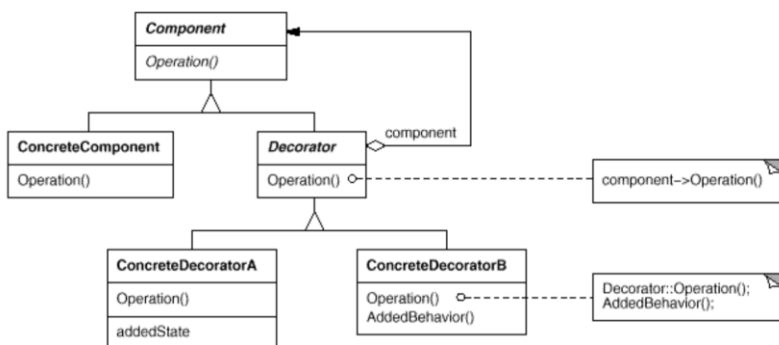 Component
Operation()
component
ConcreteComponent
Operation()
Decorator
Operation()
component->Operation()
ConcreteDecoratorA
Operation()
addedState
ConcreteDecoratorB
Operation()
AddedBehavior()
Decorator::Operation();
AddedBehavior();